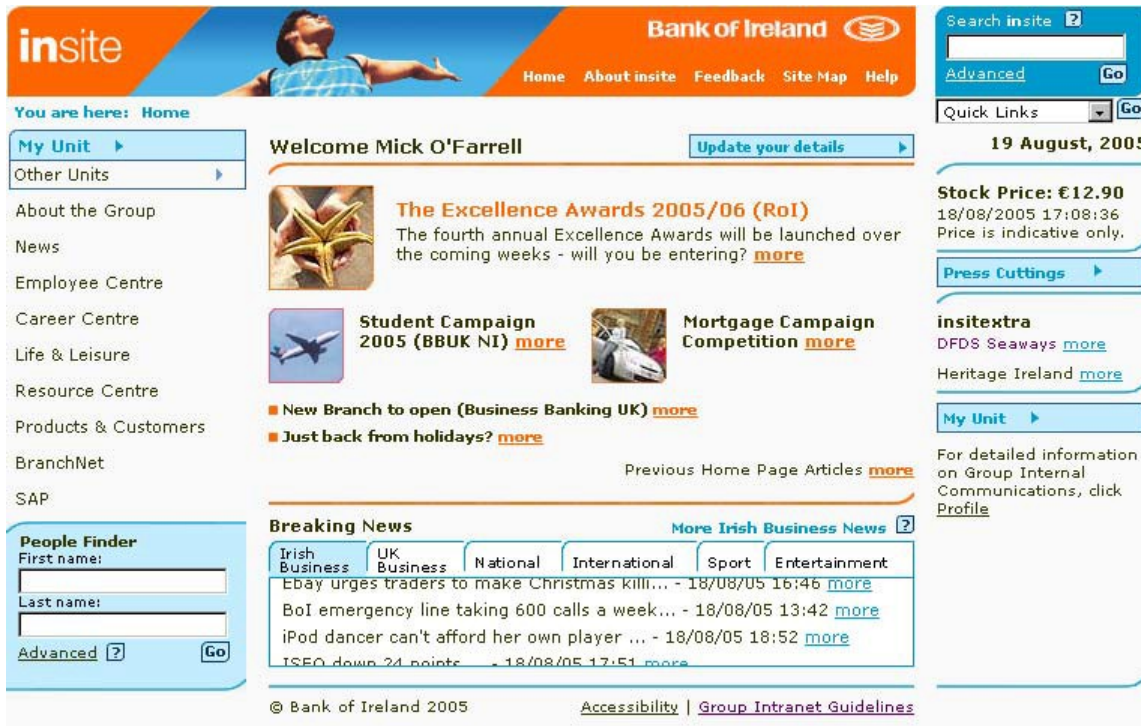 insite
Bank of Ireland
Home About insite Feedback Site Map Help
Search insite ?
Advanced Go
Quick Links Go
You are here: Home
19 August, 2005
My Unit
Other Units
About the Group
News
Employee Centre
Career Centre
Life & Leisure
Resource Centre
Products & Customers
BranchNet
SAP
People Finder
First name:
Last name:
Advanced ? Go
Welcome Mick O'Farrell
Update your details
The Excellence Awards 2005/06 (RoI)
The fourth annual Excellence Awards will be launched over
the coming weeks - will you be entering? more
Student Campaign
2005 (BBUK NI) more
Mortgage Campaign
Competition more
New Branch to open (Business Banking UK) more
Just back from holidays? more
Previous Home Page Articles more
Breaking News
More Irish Business News ?
Irish
Business
UK
Business
National
International
Sport
Entertainment
Ebay urges traders to make Christmas killi... - 18/08/05 16:46 more
BoI emergency line taking 600 calls a week... - 18/08/05 13:42 more
iPod dancer can't afford her own player ... - 18/08/05 18:52 more
ISEQ down 24 points ... - 18/08/05 17:51 more
© Bank of Ireland 2005
Accessibility | Group Intranet Guidelines
Stock Price: €12.90
18/08/2005 17:08:36
Price is indicative only.
Press Cuttings
insitextra
DFDS Seaways more
Heritage Ireland more
My Unit
For detailed information
on Group Internal
Communications, click
Profile